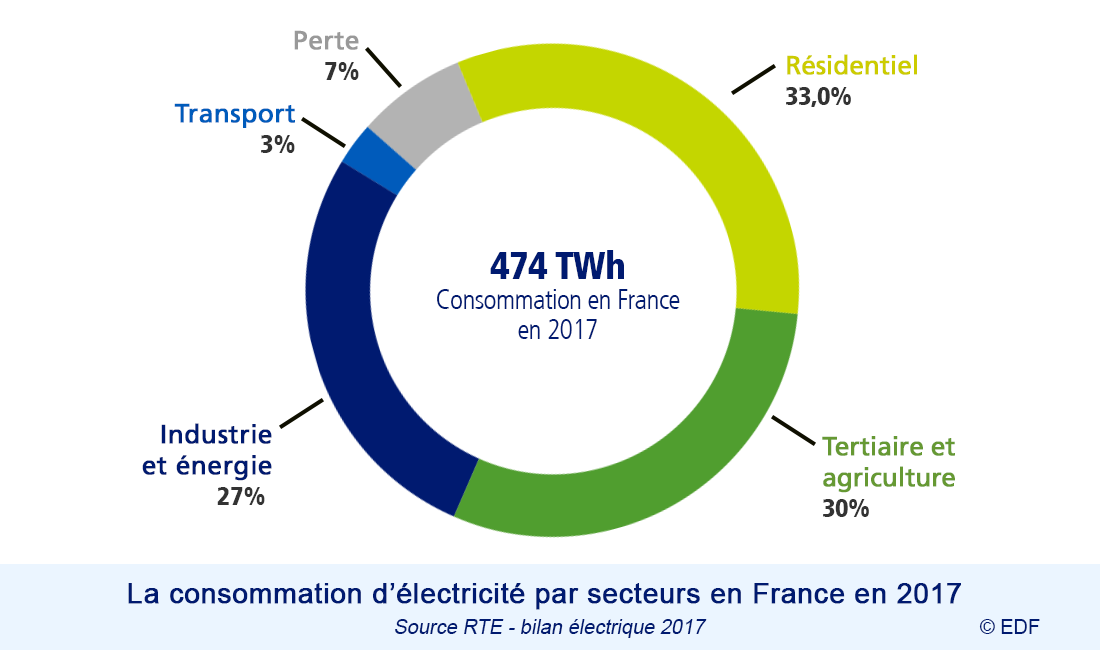 Perte
7%
Résidentiel
33,0%
Transport
3%
474 TWh
Consommation en France
en 2017
Industrie
et énergie
27%
Tertiaire et
agriculture
30%
La consommation d’électricité par secteurs en France en 2017
Source RTE - bilan électrique 2017
© EDF